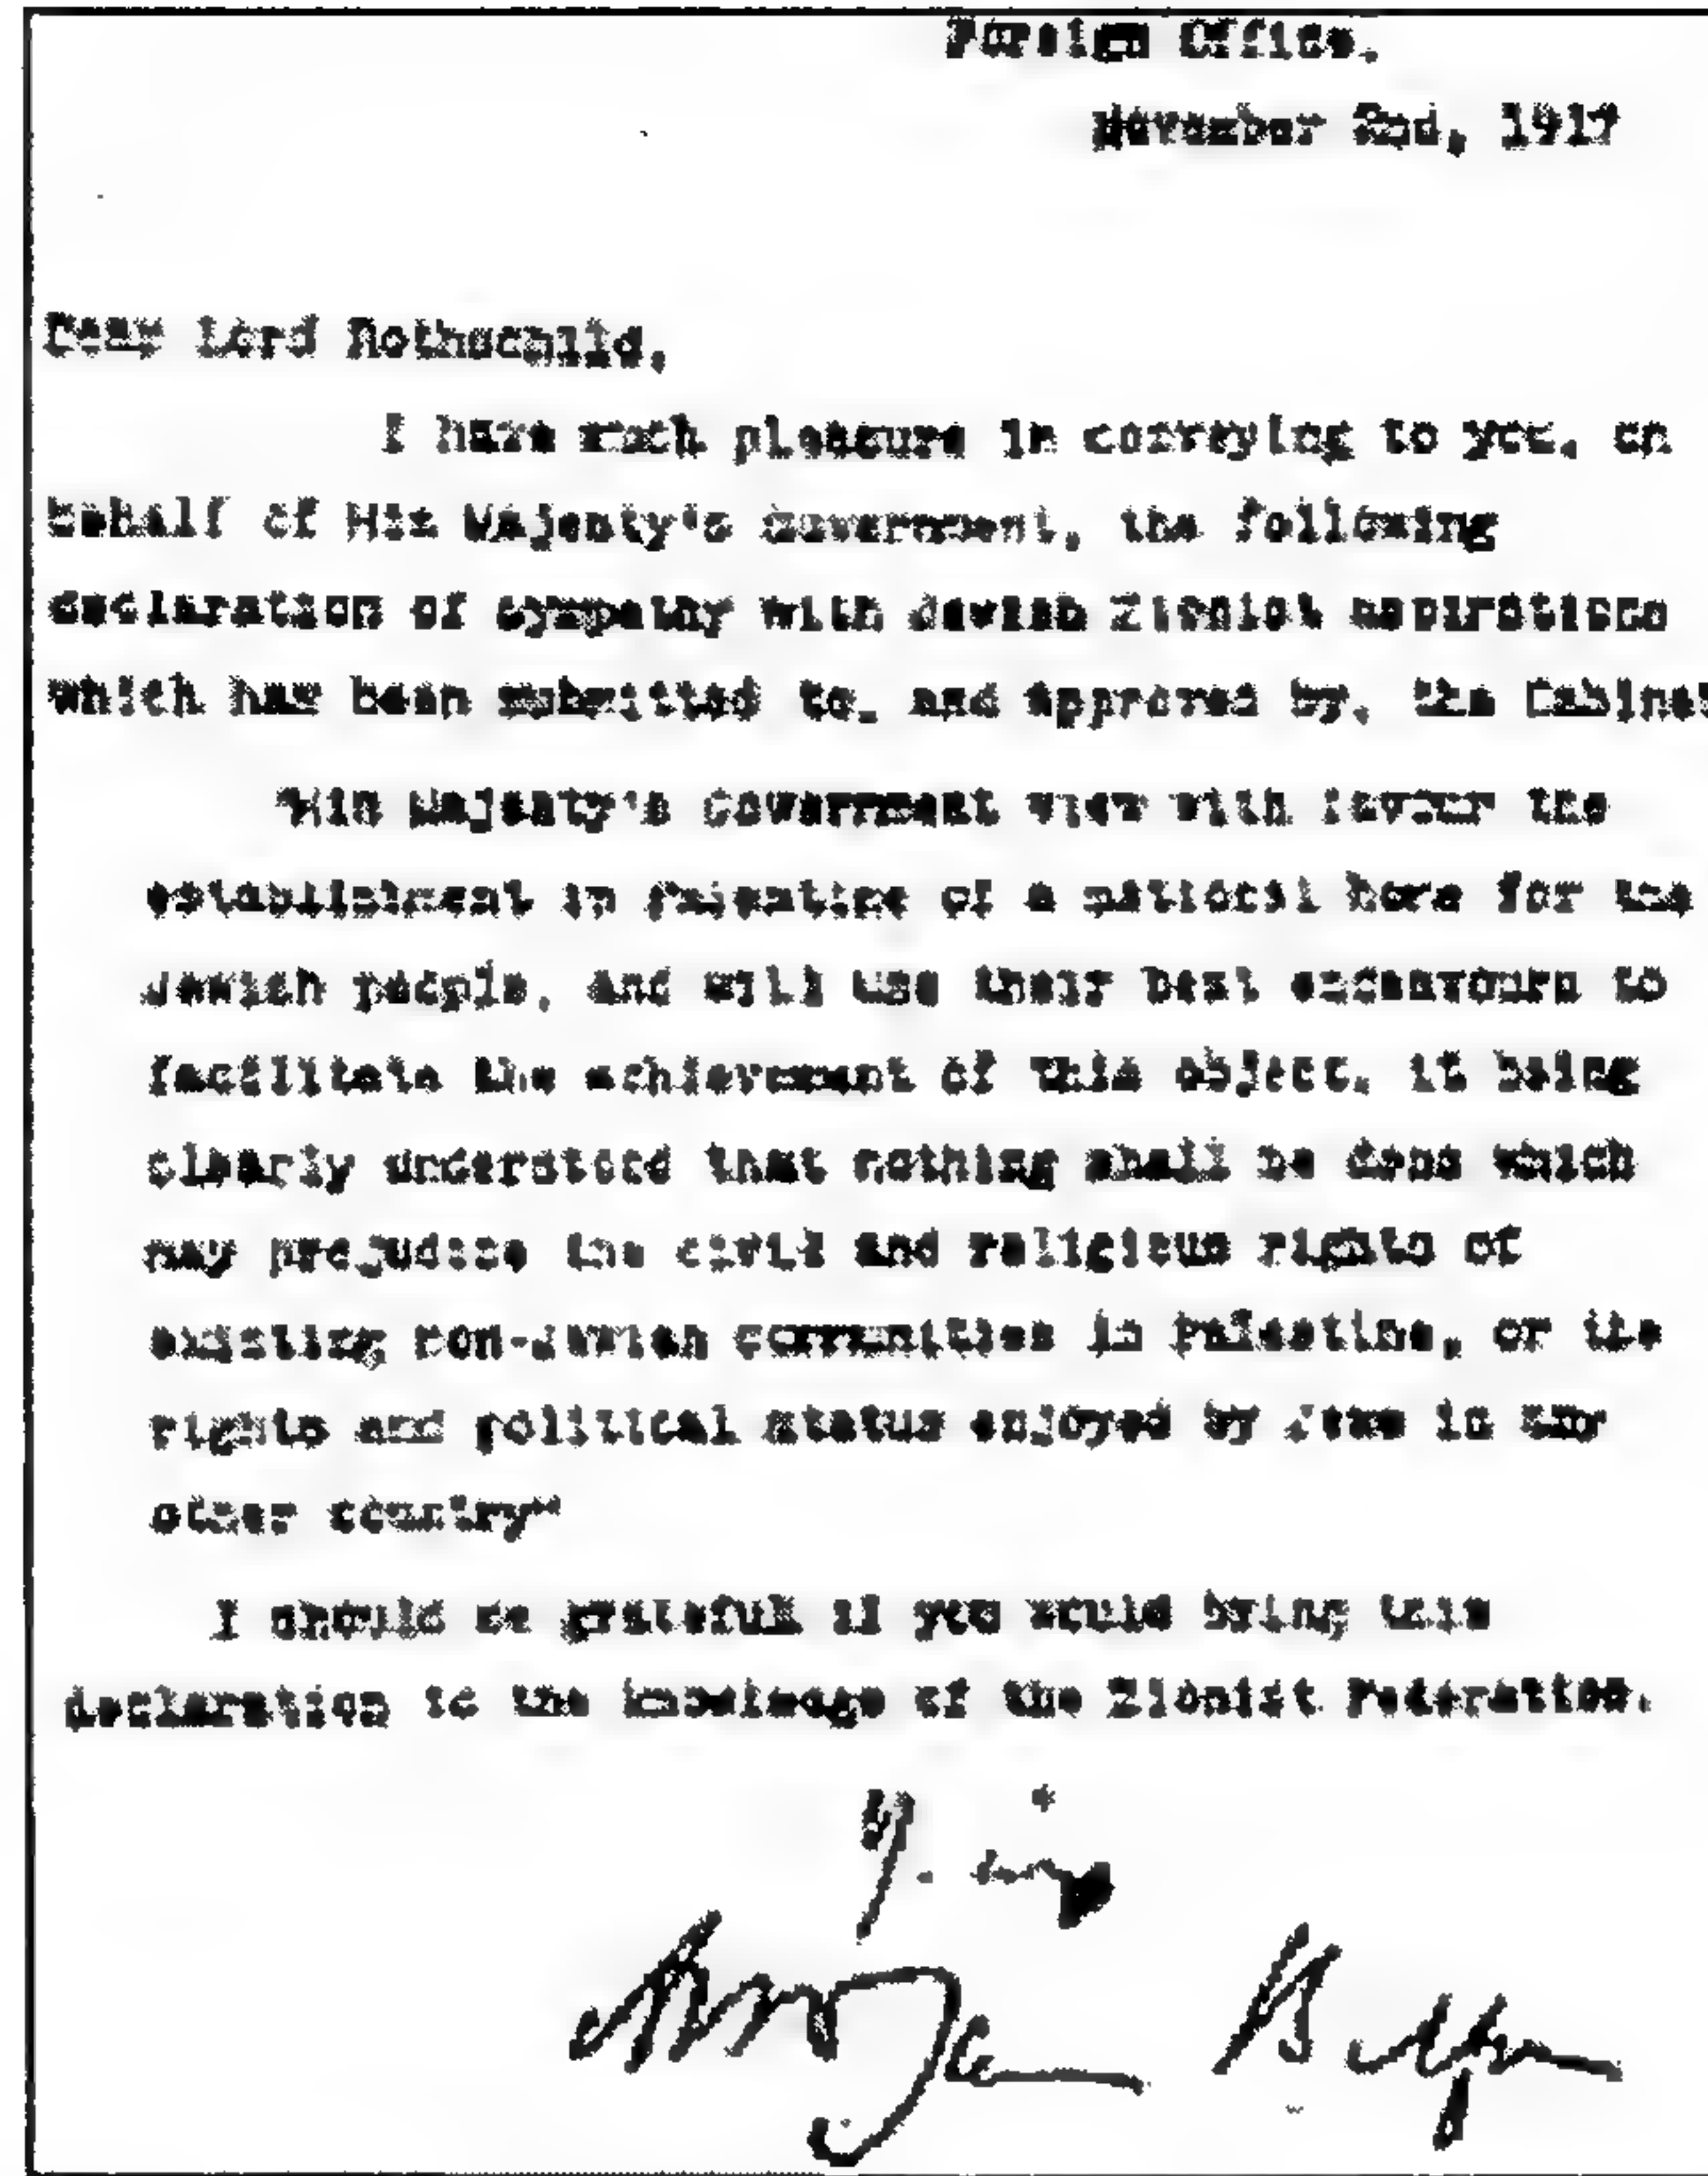 Foreign Office,
November 2nd, 1917
Dear Lord Rothschild,
I have much pleasure in conveying to you, on
behalf of His Majesty's Government, the following
declaration of sympathy with Jewish Zionist aspirations
which has been submitted to, and approved by, the Cabinet
"His Majesty's Government view with favour the
establishment in Palestine of a national home for the
Jewish people, and will use their best endeavours to
facilitate the achievement of this object, it being
clearly understood that nothing shall be done which
may prejudice the civil and religious rights of
existing non-Jewish communities in Palestine, or the
rights and political status enjoyed by Jews in any
other country"
I should be grateful if you would bring this
declaration to the knowledge of the Zionist Federation.